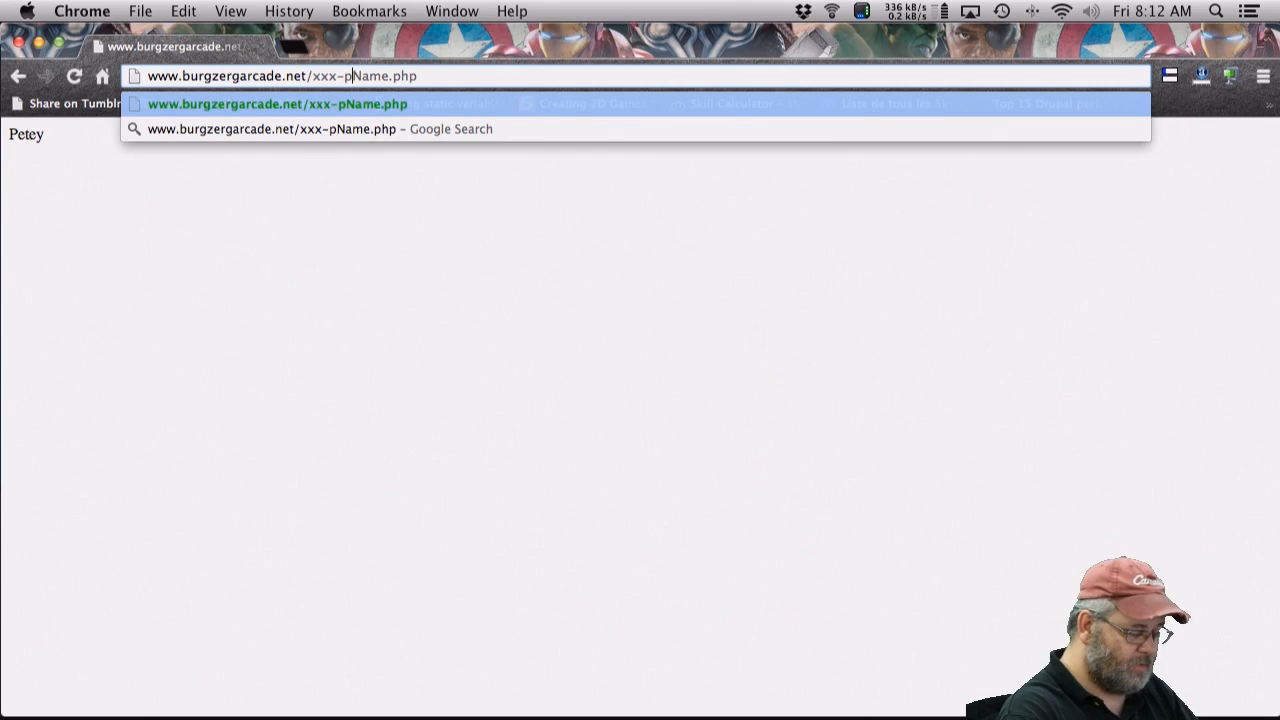 Chrome File Edit View History Bookmarks Window Help 336 kB/s 0.2 kB/s Fri 8:12 AM
www.burgzergarcade.net
www.burgzergarcade.net/xxx-pName.php
Share on Tumblr
www.burgzergarcade.net/xxx-pName.php
www.burgzergarcade.net/xxx-pName.php – Google Search
Petey